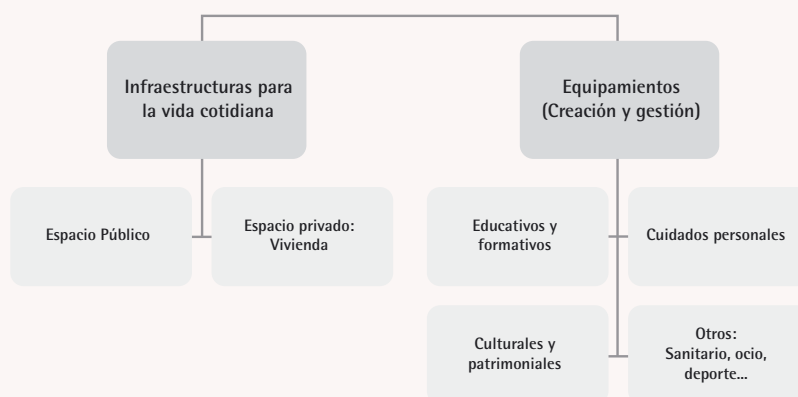 Infraestructuras para
la vida cotidiana
Equipamientos
(Creación y gestión)
Espacio Público
Espacio privado:
Vivienda
Educativos y
formativos
Cuidados personales
Culturales y
patrimoniales
Otros:
Sanitario, ocio,
deporte...